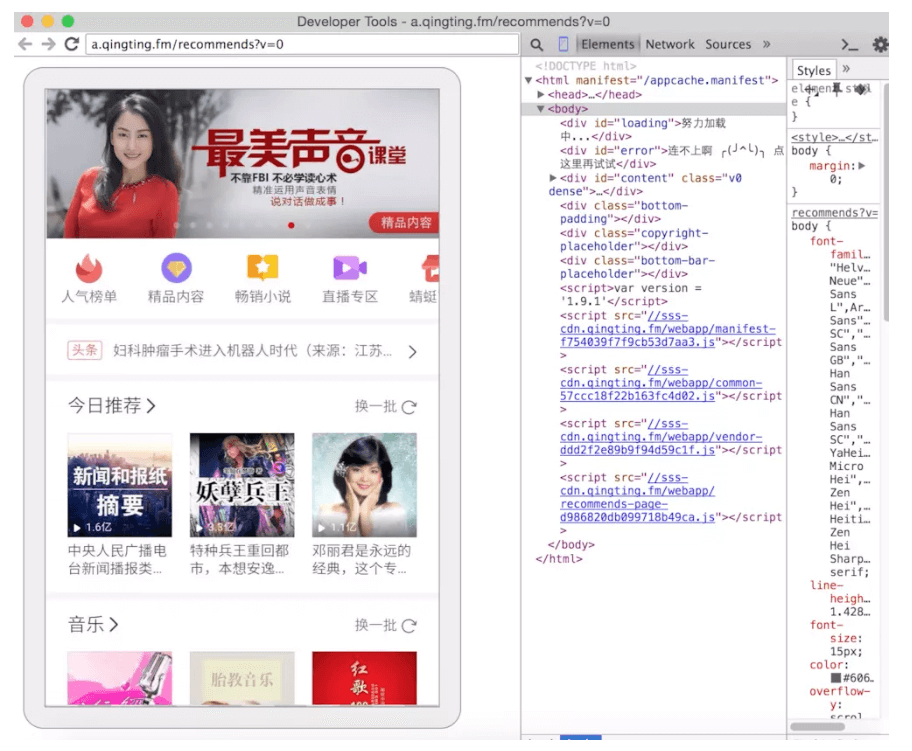 Developer Tools - a.qingting.fm/recommends?v=0
a.qingting.fm/recommends?v=0
Elements Network Sources »
最美声音课堂
不靠FBI 不必学读心术
精准运用声音表情
说对话做成事！
精品内容
人气榜单 精品内容 畅销小说 直播专区 蜻蜓
头条 妇科肿瘤手术进入机器人时代（来源：江苏...
今日推荐 换一批
新闻和报纸
摘要
1.6亿
妖孽兵王
3.3亿
1.1亿
中央人民广播电
台新闻播报类...
特种兵王重回都
市，本想安逸...
邓丽君是永远的
经典，这个专...
音乐 换一批
胎教音乐
红
歌
100
<!DOCTYPE html>
<html manifest="/appcache.manifest">
<head>…</head>
<body>
<div id="loading">努力加载
中...</div>
<div id="error">连不上啊 ╭(╯^╰)╮ 点
这里再试试</div>
<div id="content" class="v0
dense">…</div>
<div class="bottom-
padding"></div>
<div class="copyright-
placeholder"></div>
<div class="bottom-bar-
placeholder"></div>
<script>var version =
'1.9.1'</script>
<script src="//sss-
cdn.qingting.fm/webapp/manifest-
f754039f7f9cb53d7aa3.js"></script
>
<script src="//sss-
cdn.qingting.fm/webapp/common-
57ccc18f22b163fc4d02.js"></script
>
<script src="//sss-
cdn.qingting.fm/webapp/vendor-
ddd2f2e89b9f94d59c1f.js"></script
>
<script src="//sss-
cdn.qingting.fm/webapp/
recommends-page-
d986820db099718b49ca.js"></script
>
</body>
</html>
Styles »
element.styl
e {
}
<style>…</st…
body {
margin:
0;
}
recommends?v=
body {
font-
famil…
"Helv…
Neue"…
Sans
L",Ar…
Sans"…
SC","…
Sans
GB","…
Han
Sans
CN","…
Han
Sans
SC","…
YaHei…
Micro
Hei",…
Zen
Hei",…
Heiti…
Zen
Hei
Sharp…
serif;
line-
heigh…
1.428…
font-
size:
15px;
color:
#606…
overflow-
y:
scrol